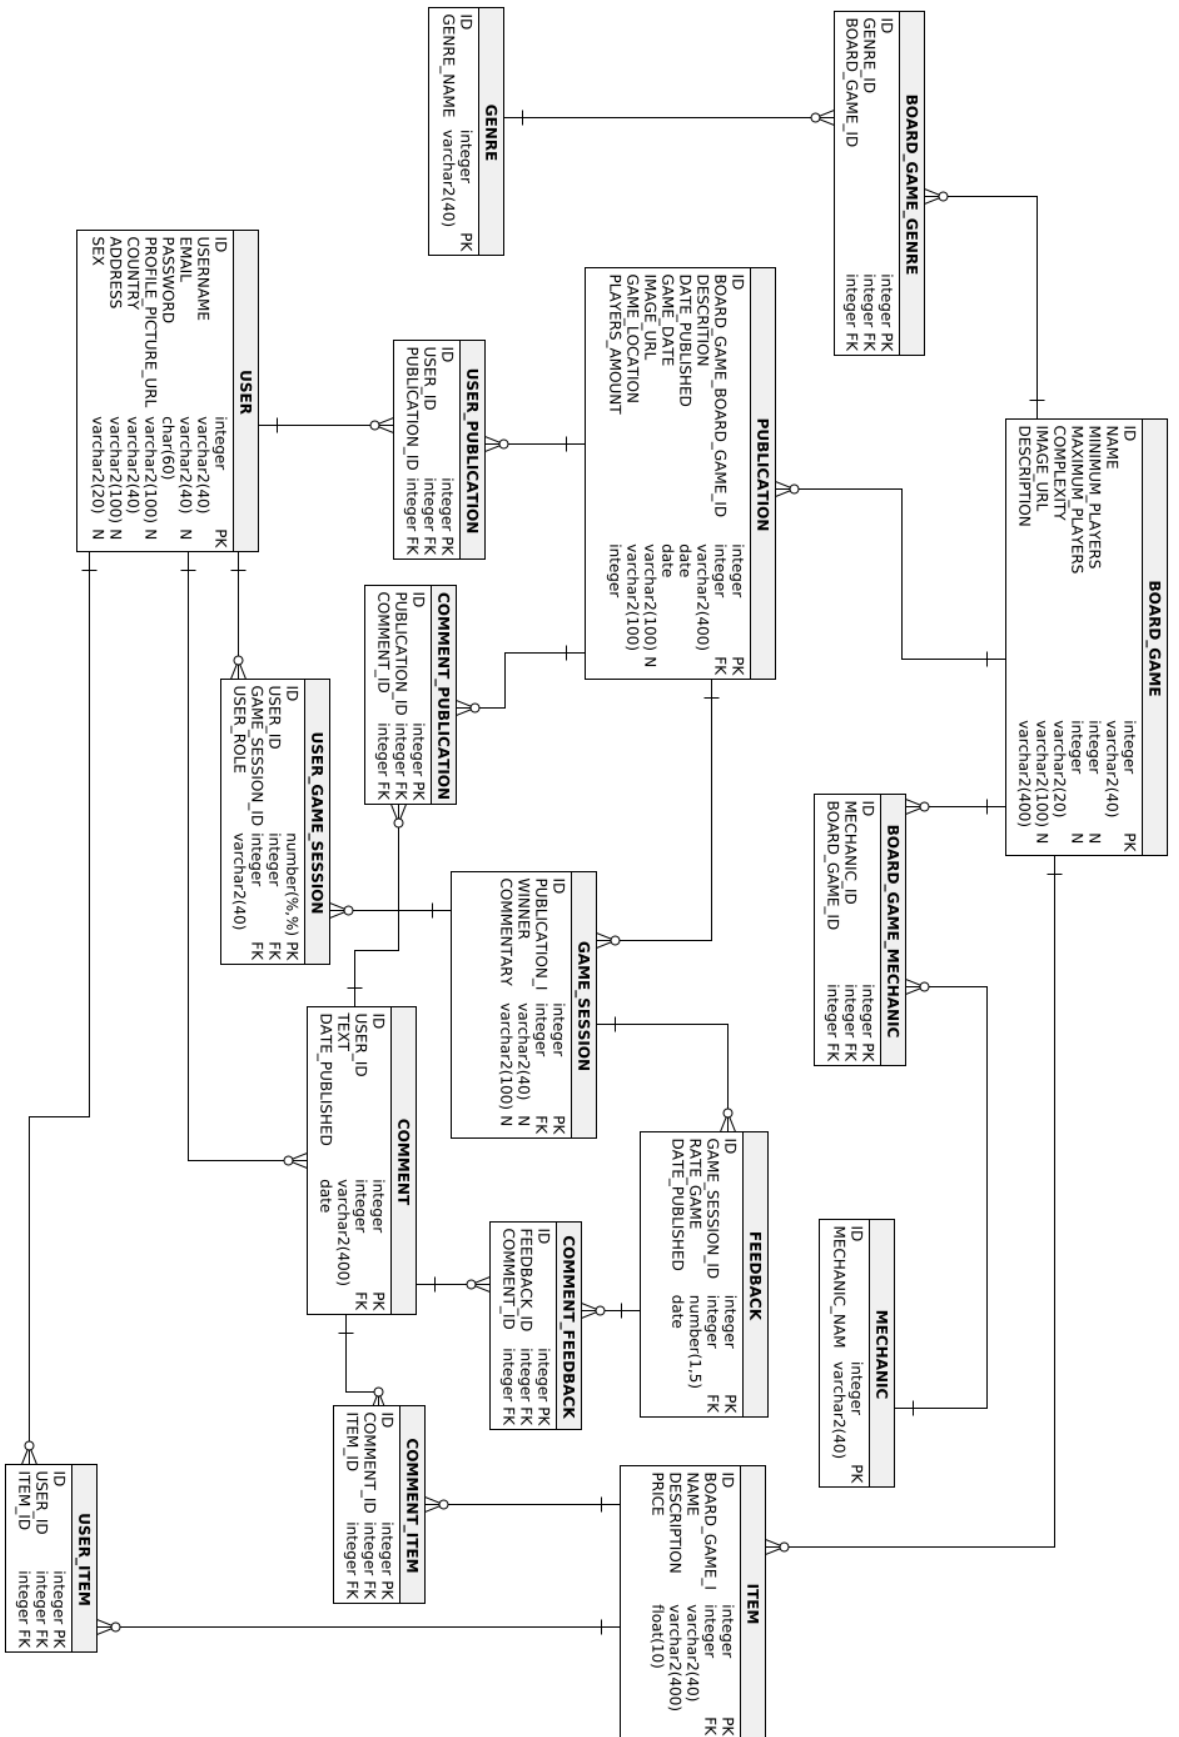 BOARD_GAME
ID integer PK
NAME varchar2(40)
MINIMUM_PLAYERS integer N
MAXIMUM_PLAYERS integer N
COMPLEXITY varchar2(20)
IMAGE_URL varchar2(100) N
DESCRIPTION varchar2(400)
BOARD_GAME_GENRE
ID integer PK
GENRE_ID integer FK
BOARD_GAME_ID integer FK
BOARD_GAME_MECHANIC
ID integer PK
MECHANIC_ID integer FK
BOARD_GAME_ID integer FK
MECHANIC
ID integer PK
MECHANIC_NAM varchar2(40)
PUBLICATION
ID integer PK
BOARD_GAME_BOARD_GAME_ID integer FK
DESCRITION varchar2(400)
DATE_PUBLISHED date
GAME_DATE date
IMAGE_URL varchar2(100) N
GAME_LOCATION varchar2(100)
PLAYERS_AMOUNT integer
FEEDBACK
ID integer PK
GAME_SESSION_ID integer FK
RATE_GAME number(1,5)
DATE_PUBLISHED date
ITEM
ID integer PK
BOARD_GAME_I integer FK
NAME varchar2(40)
DESCRIPTION varchar2(400)
PRICE float(10)
GENRE
ID integer PK
GENRE_NAME varchar2(40)
GAME_SESSION
ID integer PK
PUBLICATION_I integer FK
WINNER varchar2(40) N
COMMENTARY varchar2(100) N
COMMENT_FEEDBACK
ID integer PK
FEEDBACK_ID integer FK
COMMENT_ID integer FK
USER_PUBLICATION
ID integer PK
USER_ID integer FK
PUBLICATION_ID integer FK
COMMENT_PUBLICATION
ID integer PK
PUBLICATION_ID integer FK
COMMENT_ID integer FK
COMMENT
ID integer PK
USER_ID integer FK
TEXT varchar2(400)
DATE_PUBLISHED date
COMMENT_ITEM
ID integer PK
COMMENT_ID integer FK
ITEM_ID integer FK
USER
ID integer PK
USERNAME varchar2(40)
EMAIL varchar2(40) N
PASSWORD char(60)
PROFILE_PICTURE_URL varchar2(100) N
COUNTRY varchar2(40)
ADDRESS varchar2(100) N
SEX varchar2(20) N
USER_GAME_SESSION
ID number(%,%) PK
USER_ID integer FK
GAME_SESSION_ID integer FK
USER_ROLE varchar2(40)
USER_ITEM
ID integer PK
USER_ID integer FK
ITEM_ID integer FK